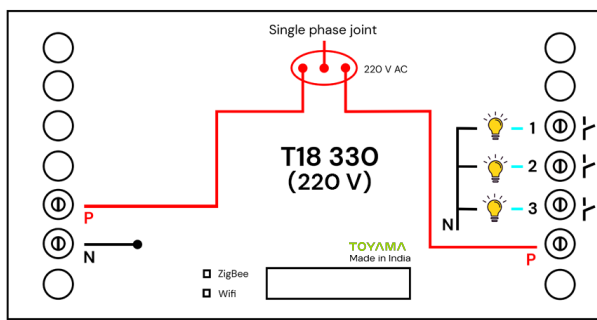 Single phase joint
220 V AC
1
2
3
T18 330
(220 V)
P
N
N
P
TOYAMA
Made in India
ZigBee
Wifi